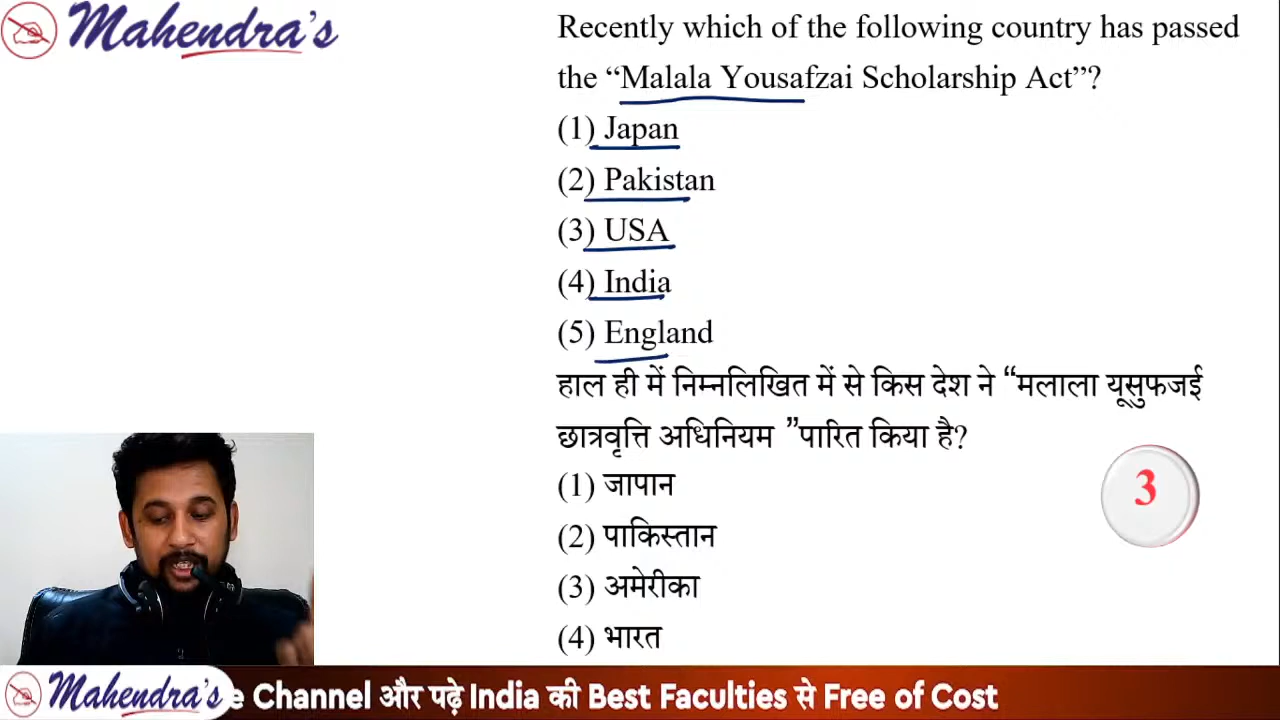 Mahendra's
Recently which of the following country has passed
the “Malala Yousafzai Scholarship Act”?
(1) Japan
(2) Pakistan
(3) USA
(4) India
(5) England
हाल ही में निम्नलिखित में से किस देश ने “मलाला यूसुफजई
छात्रवृत्ति अधिनियम ”पारित किया है?
3
(1) जापान
(2) पाकिस्तान
(3) अमेरीका
(4) भारत
Mahendra's e Channel और पढ़े India की Best Faculties से Free of Cost